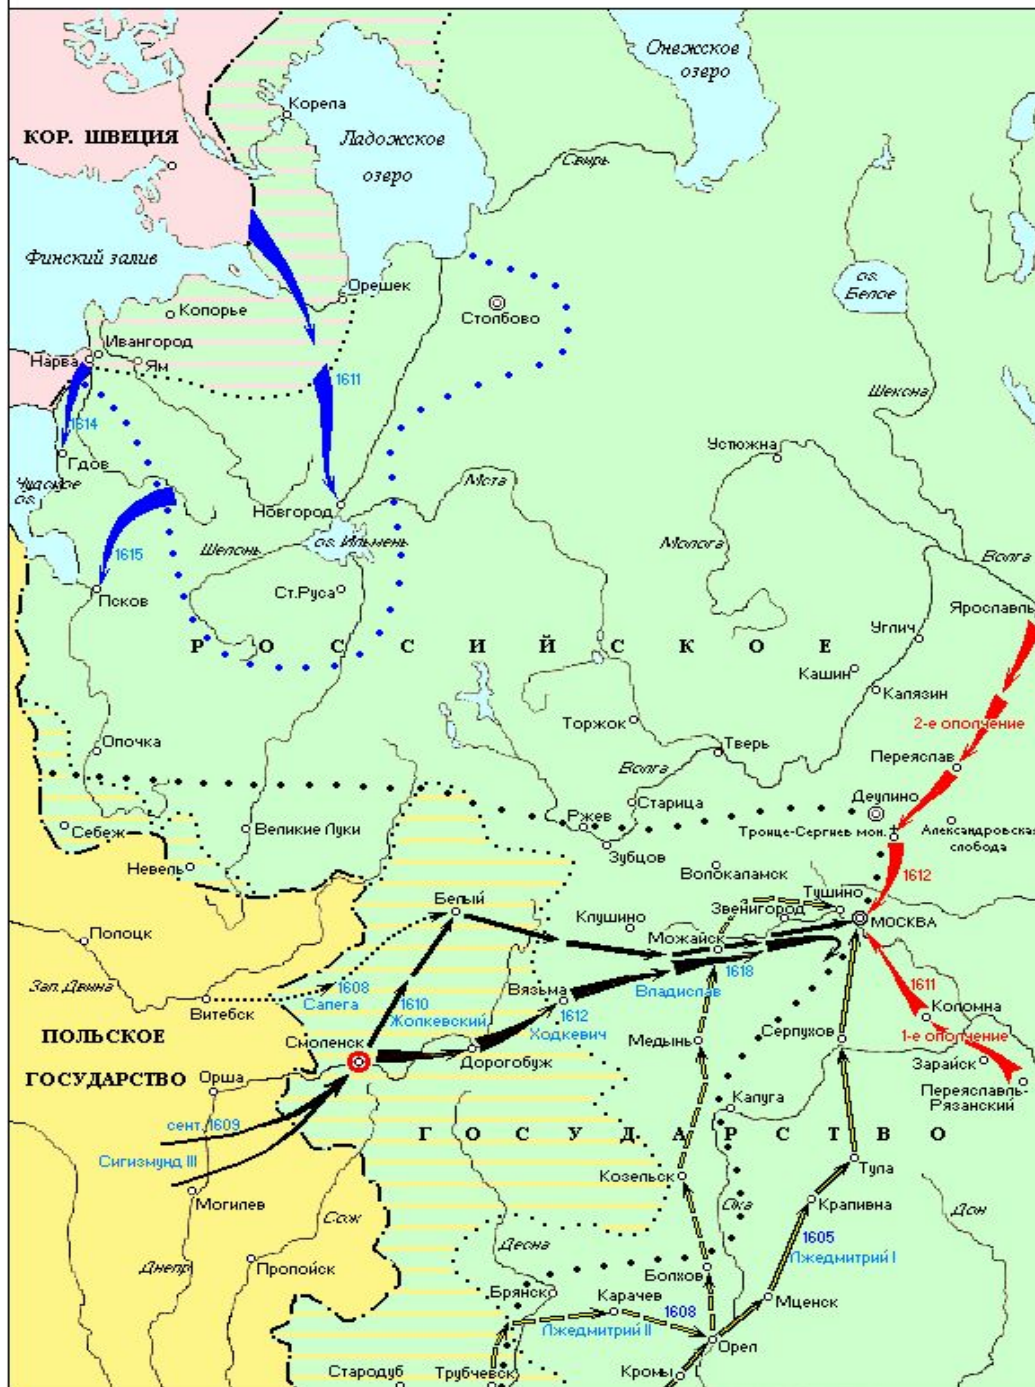 Онежское
озеро
Корела
Ладожское
озеро
КОР. ШВЕЦИЯ
Свирь
Финский залив
оз.
Белое
Орешек
Копорье
Столбово
Ивангород
Нарва
Ям
1611
Шексна
1614
Устюжна
Гдов
Чудское
оз.
Мста
Новгород
Шелонь
оз. Ильмень
Молога
Волга
1615
Псков
Ст.Руса
Ярославль
Углич
РОССИЙСКОЕ
Кашин
Калязин
Торжок
2-е ополчение
Опочка
Тверь
Переяслав
Волга
Старица
Деулино
Себеж
Великие Луки
Ржев
Троице-Сергиев мон.
Александровская
слобода
Зубцов
Невель
Волоколамск
1612
Белый
Тушино
Звенигород
Клушино
МОСКВА
Полоцк
Можайск
Зап. Двина
1608
Сапега
1618
Владислав
Вязьма
1610
Жолкевский
1611
Витебск
1612
Ходкевич
Коломна
ПОЛЬСКОЕ
Смоленск
Серпухов
1-е ополчение
Медынь
Дорогобуж
Зарайск
ГОСУДАРСТВО
Орша
Переяславль-
Рязанский
Калуга
сент. 1609
ГОСУДАРСТВО
Сигизмунд III
Тула
Козельск
Могилев
Крапивна
Ока
Дон
Сож
1605
Лжедмитрий I
Десна
Днепр
Пропойск
Болхов
Брянск
Карачев
1608
Мценск
Лжедмитрий II
Орел
Стародуб
Трубчевск
Кромы